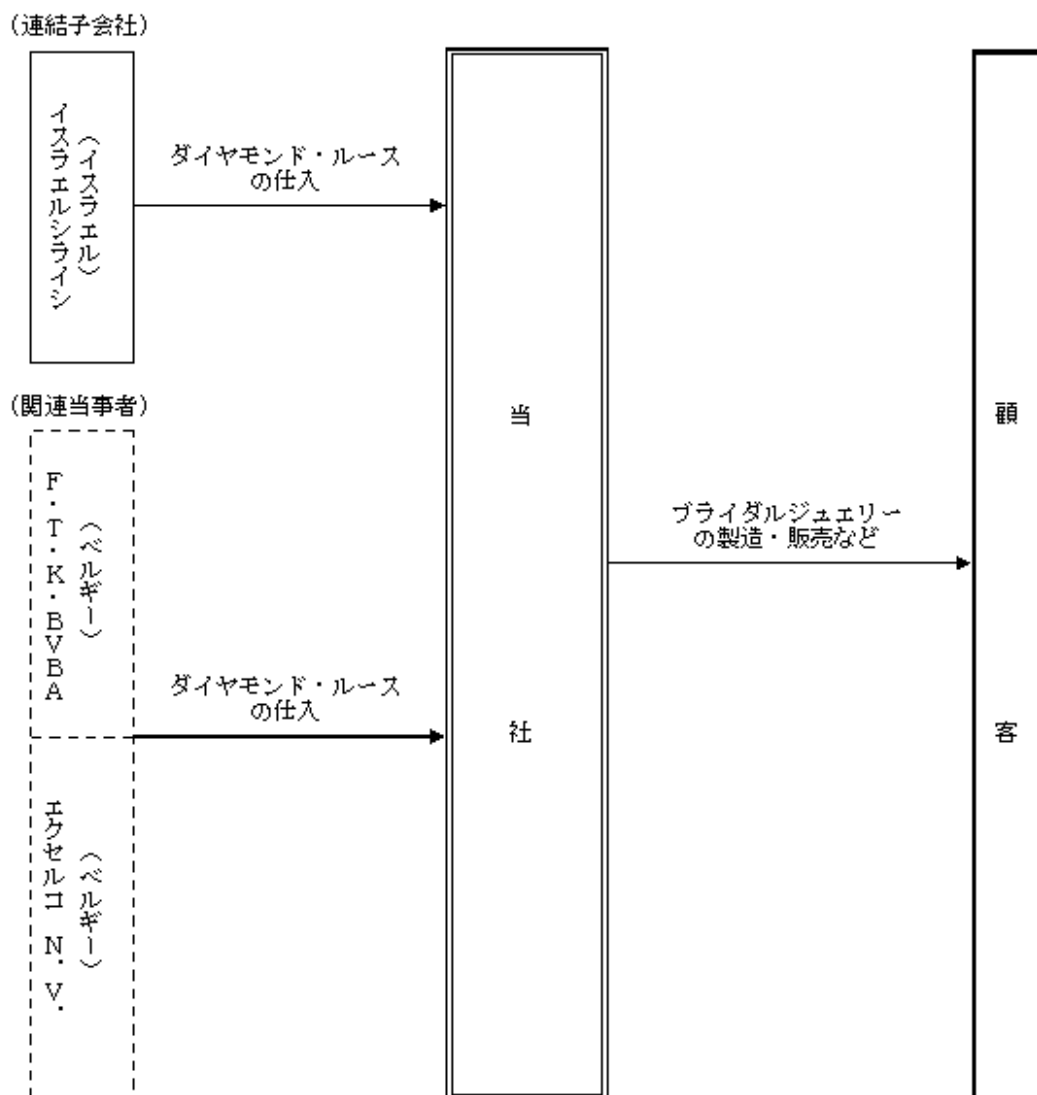 (連結子会社)
(イスラエル)
イスラエルシライシ
ダイヤモンド・ルース
の仕入
(関連当事者)
(ベルギー)
F・T・K・BVBA
ダイヤモンド・ルース
の仕入
(ベルギー)
エクセルコ N.V.
当社
ブライダルジュエリー
の製造・販売など
顧客